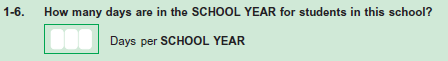 1-6. How many days are in the SCHOOL YEAR for students in this school?
Days per SCHOOL YEAR